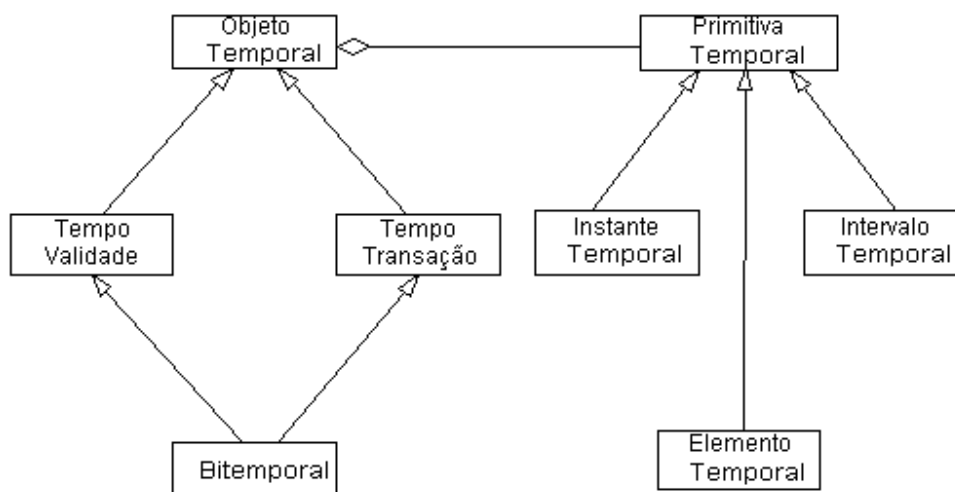 Objeto
Temporal
Primitiva
Temporal
Tempo
Validade
Tempo
Transação
Instante
Temporal
Intervalo
Temporal
Bitemporal
Elemento
Temporal